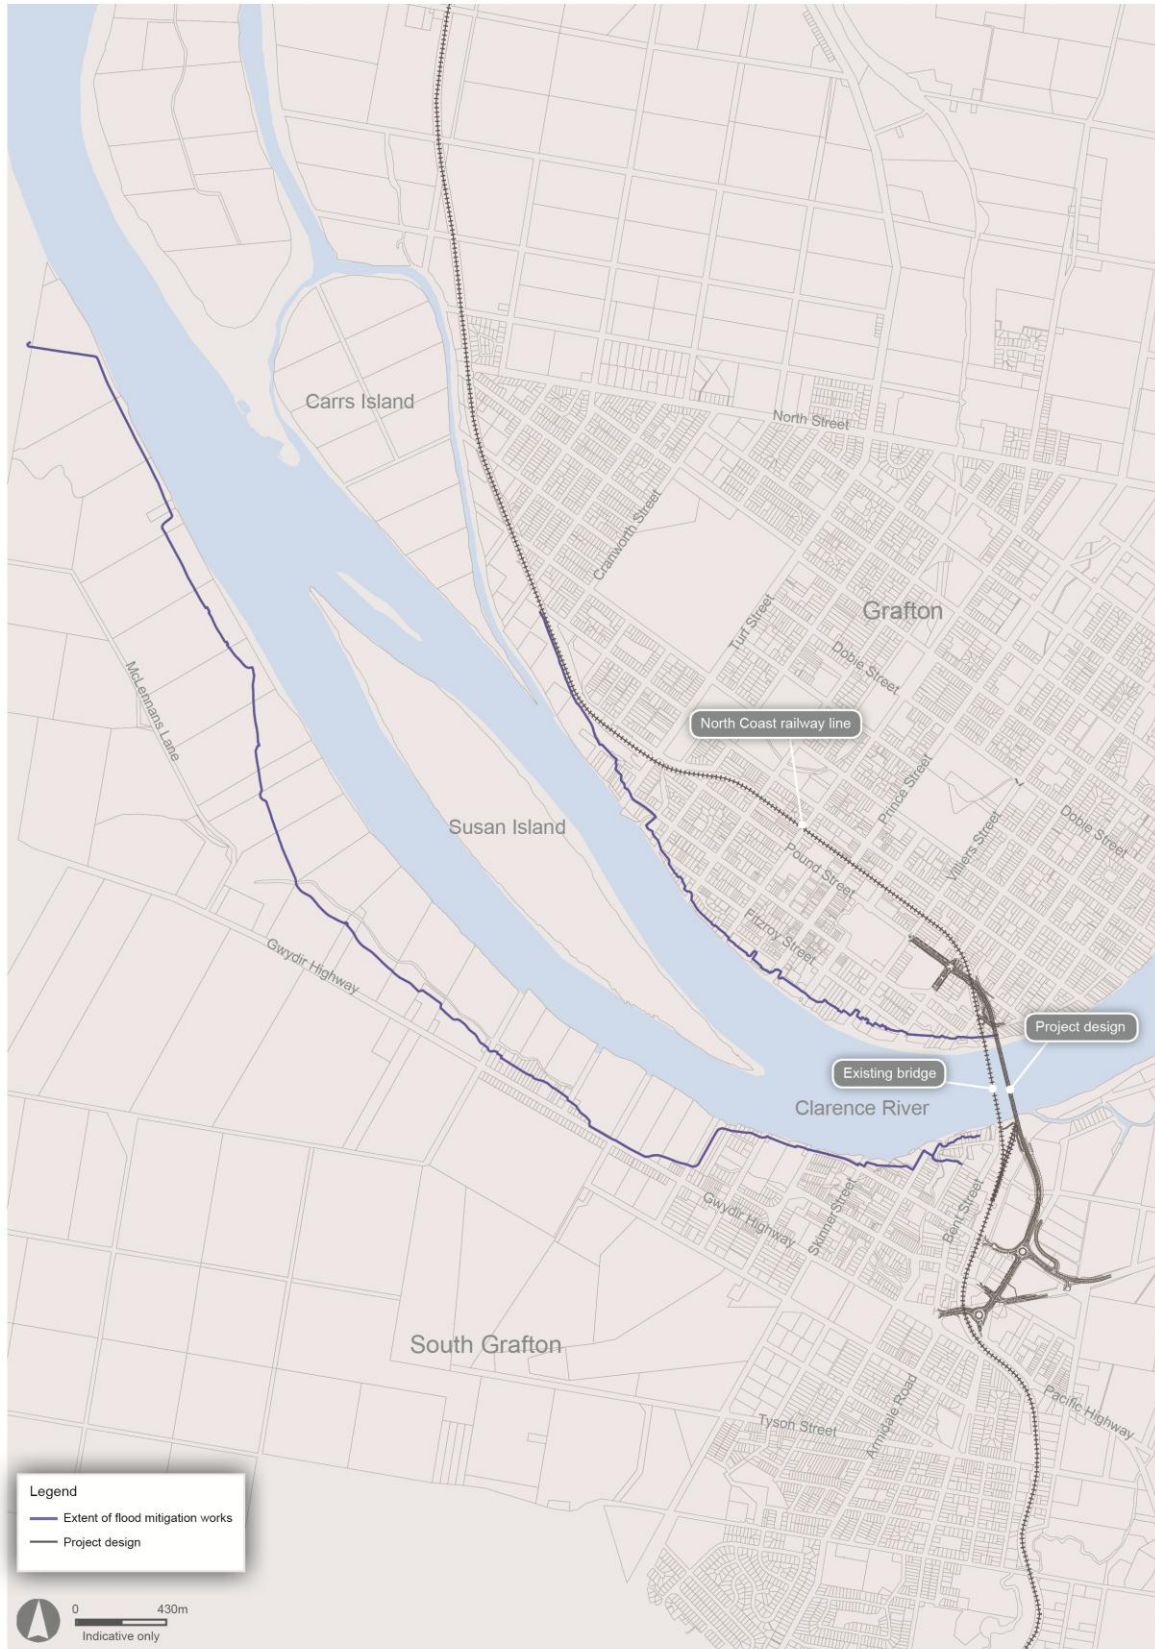 Carrs Island
North Street
Cranworth Street
Grafton
Turf Street
Dobie Street
McLennans Lane
North Coast railway line
Prince Street
Susan Island
Villiers Street
Dobie Street
Pound Street
Fitzroy Street
Gwydir Highway
Project design
Existing bridge
Clarence River
Gwydir Highway
SkinnerStreet
Bent Street
South Grafton
Pacific Highway
Armidale Road
Tyson Street
Legend
Extent of flood mitigation works
Project design
0 430m
Indicative only